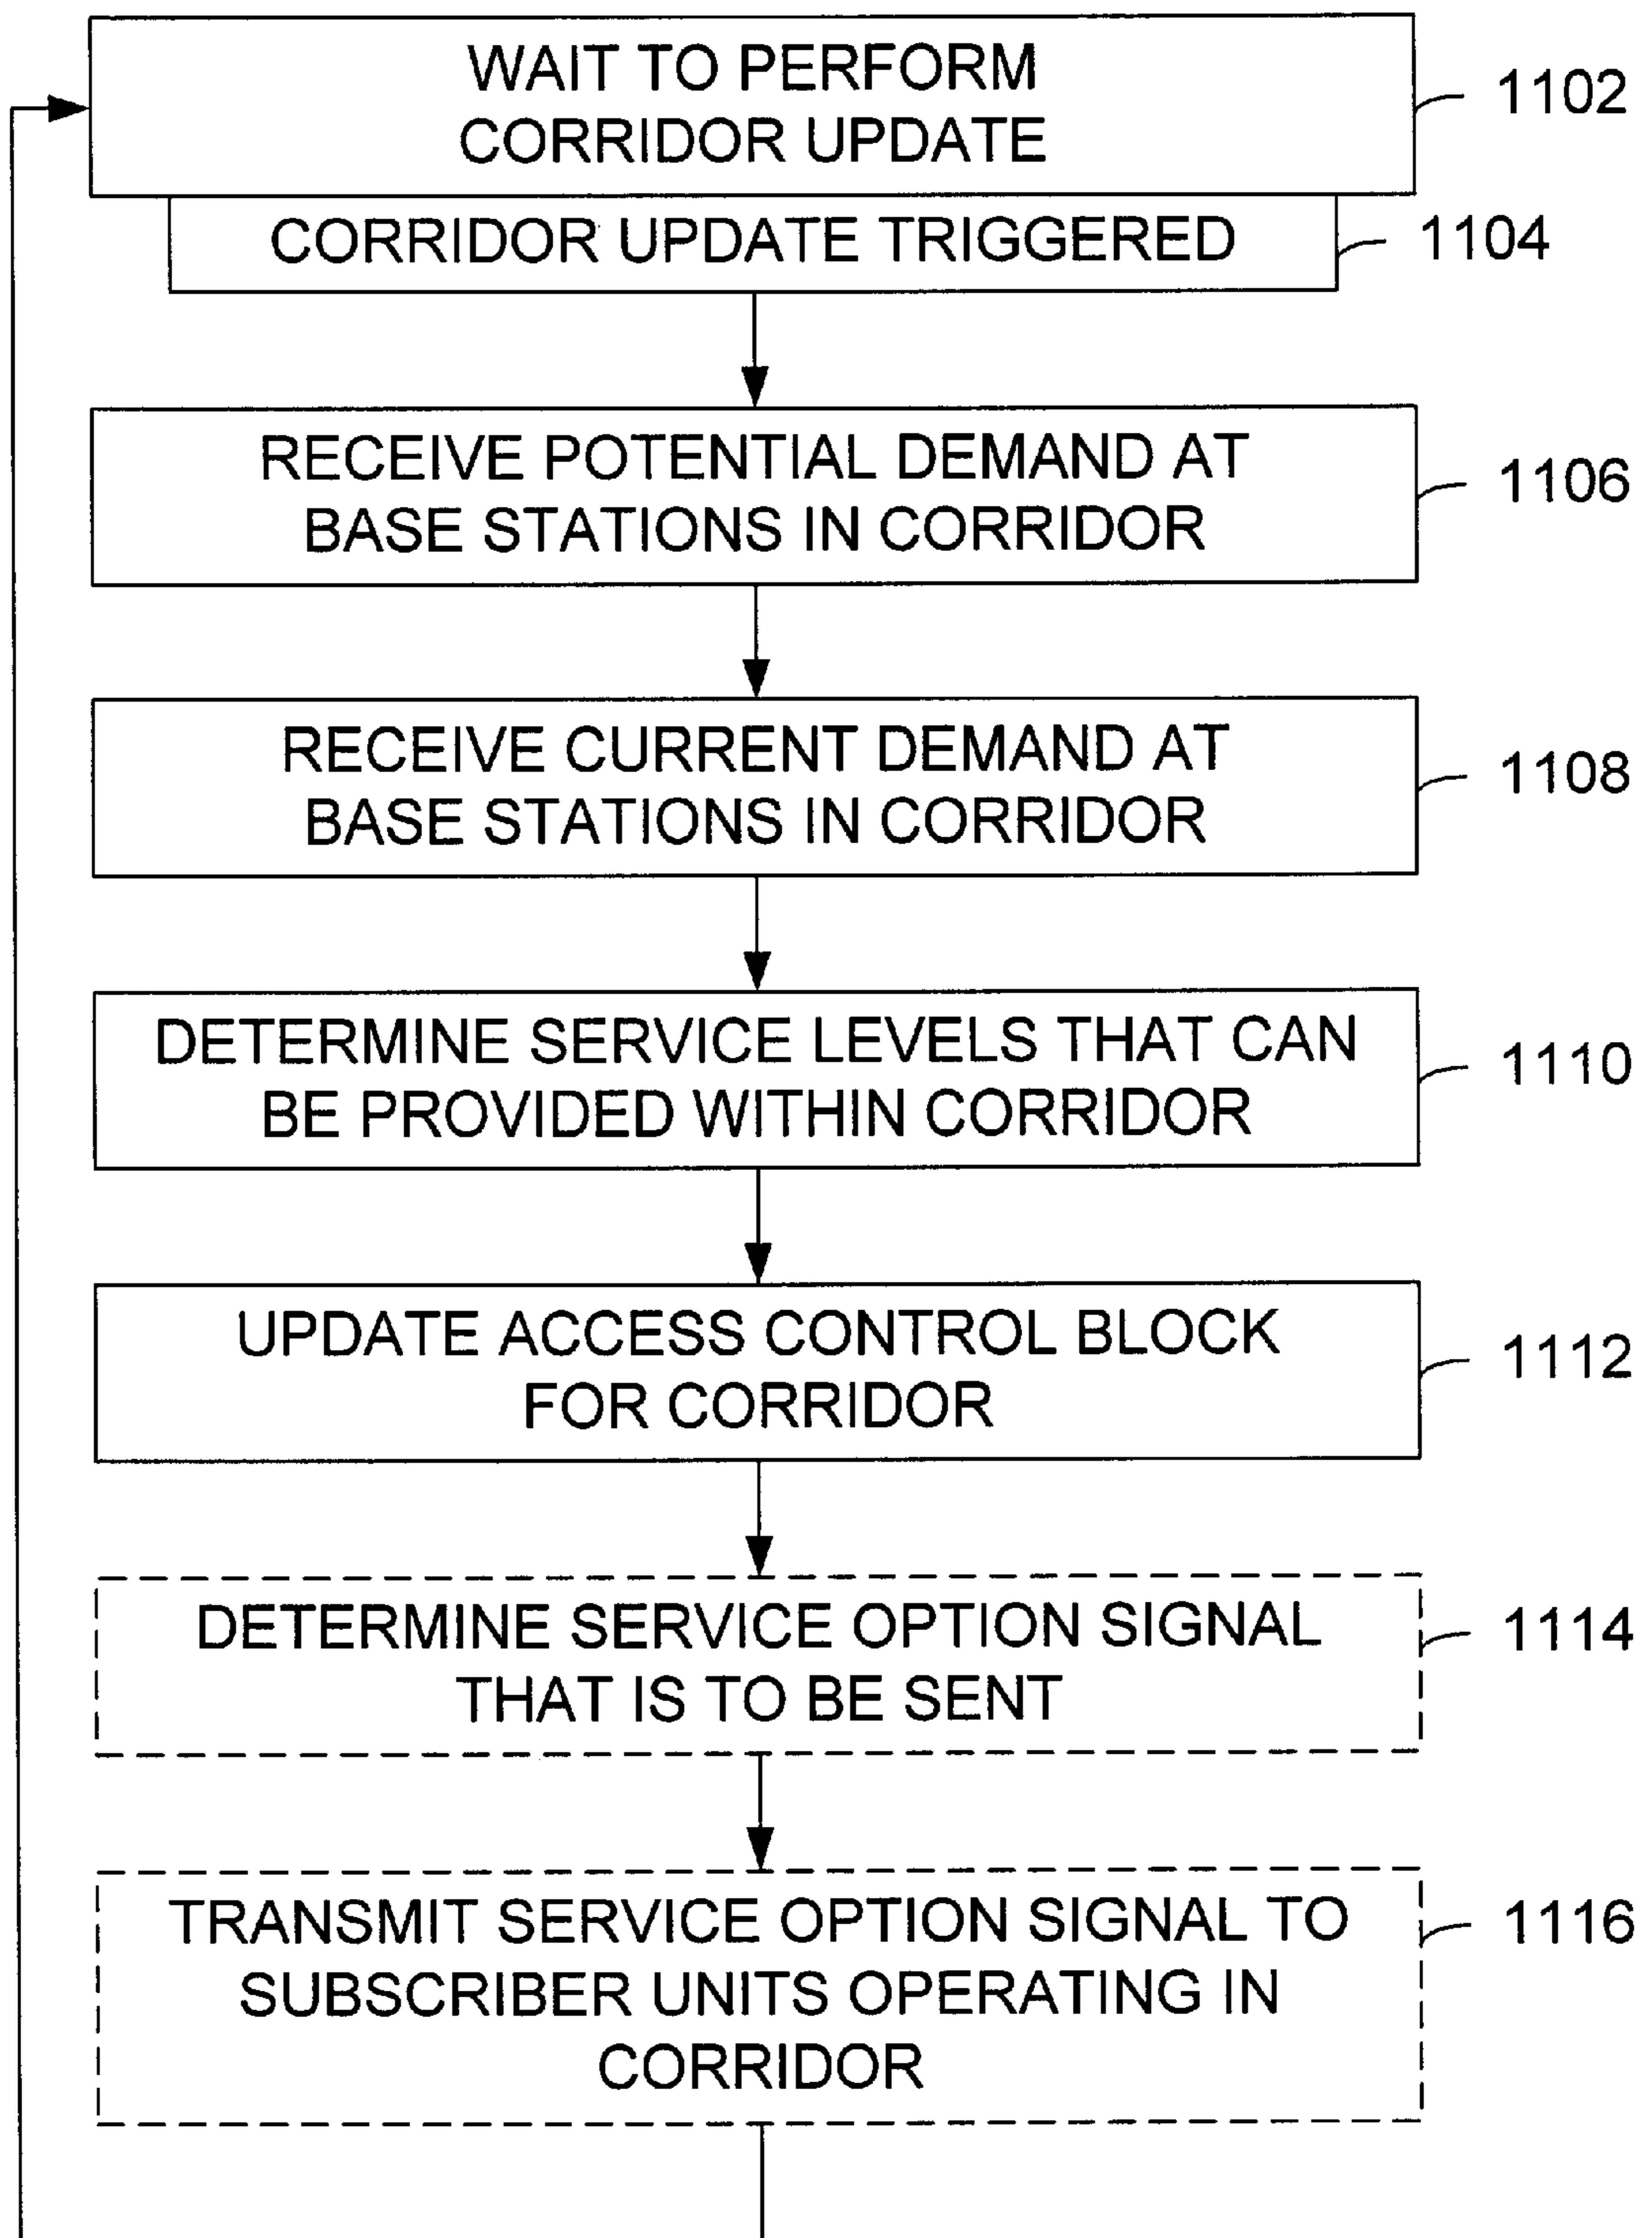 WAIT TO PERFORM
CORRIDOR UPDATE
1102
CORRIDOR UPDATE TRIGGERED
1104
RECEIVE POTENTIAL DEMAND AT
BASE STATIONS IN CORRIDOR
1106
RECEIVE CURRENT DEMAND AT
BASE STATIONS IN CORRIDOR
1108
DETERMINE SERVICE LEVELS THAT CAN
BE PROVIDED WITHIN CORRIDOR
1110
UPDATE ACCESS CONTROL BLOCK
FOR CORRIDOR
1112
DETERMINE SERVICE OPTION SIGNAL
THAT IS TO BE SENT
1114
TRANSMIT SERVICE OPTION SIGNAL TO
SUBSCRIBER UNITS OPERATING IN
CORRIDOR
1116